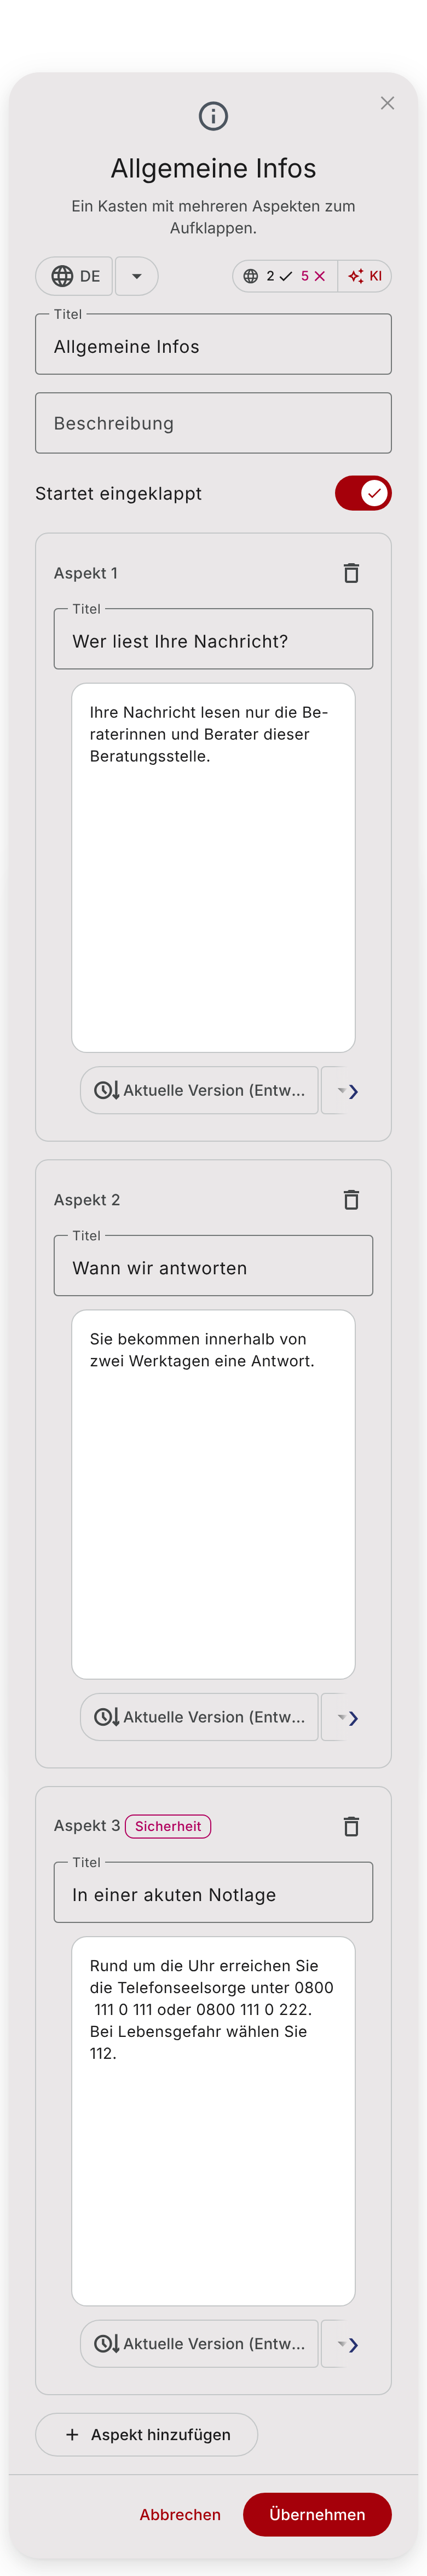 Allgemeine Infos
Ein Kasten mit mehreren Aspekten zum
Aufklappen.
DE
2 5 KI
Titel
Allgemeine Infos
Beschreibung
Startet eingeklappt
Aspekt 1
Titel
Wer liest Ihre Nachricht?
Ihre Nachricht lesen nur die Be-
raterinnen und Berater dieser
Beratungsstelle.
Aktuelle Version (Entw...
Aspekt 2
Titel
Wann wir antworten
Sie bekommen innerhalb von
zwei Werktagen eine Antwort.
Aktuelle Version (Entw...
Aspekt 3 Sicherheit
Titel
In einer akuten Notlage
Rund um die Uhr erreichen Sie
die Telefonseelsorge unter 0800
111 0 111 oder 0800 111 0 222.
Bei Lebensgefahr wählen Sie
112.
Aktuelle Version (Entw...
+ Aspekt hinzufügen
Abbrechen
Übernehmen